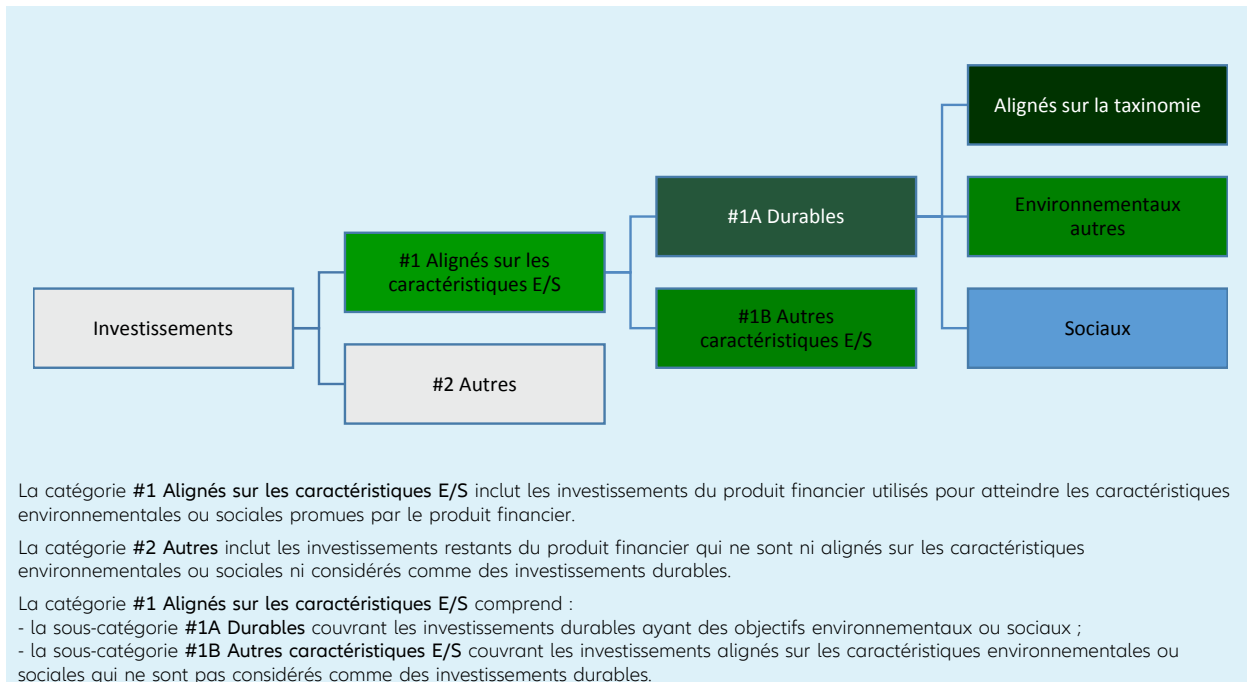 Alignés sur la taxinomie
#1A Durables
Environnementaux
autres
#1 Alignés sur les
caractéristiques E/S
Investissements
#1B Autres
caractéristiques E/S
Sociaux
#2 Autres
La catégorie #1 Alignés sur les caractéristiques E/S inclut les investissements du produit financier utilisés pour atteindre les caractéristiques
environnementales ou sociales promues par le produit financier.
La catégorie #2 Autres inclut les investissements restants du produit financier qui ne sont ni alignés sur les caractéristiques
environnementales ou sociales ni considérés comme des investissements durables.
La catégorie #1 Alignés sur les caractéristiques E/S comprend :
- la sous-catégorie #1A Durables couvrant les investissements durables ayant des objectifs environnementaux ou sociaux ;
- la sous-catégorie #1B Autres caractéristiques E/S couvrant les investissements alignés sur les caractéristiques environnementales ou
sociales qui ne sont pas considérés comme des investissements durables.